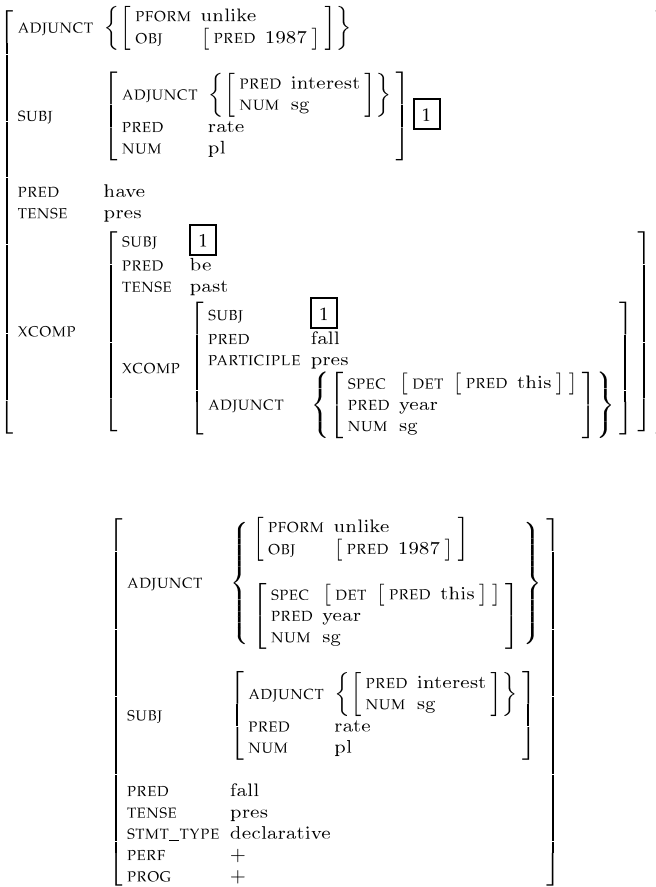 ADJUNCT { [ PFORM unlike
OBJ [ PRED 1987 ] ] }
SUBJ [ ADJUNCT { [ PRED interest
NUM sg ] }
PRED rate
NUM pl ] 1
PRED have
TENSE pres
XCOMP [ SUBJ 1
PRED be
TENSE past
XCOMP [ SUBJ 1
PRED fall
PARTICIPLE pres
ADJUNCT { [ SPEC [ DET [ PRED this ] ]
PRED year
NUM sg ] } ] ]
ADJUNCT { [ PFORM unlike
OBJ [ PRED 1987 ] ]
[ SPEC [ DET [ PRED this ] ]
PRED year
NUM sg ] }
SUBJ [ ADJUNCT { [ PRED interest
NUM sg ] }
PRED rate
NUM pl ]
PRED fall
TENSE pres
STMT_TYPE declarative
PERF +
PROG +